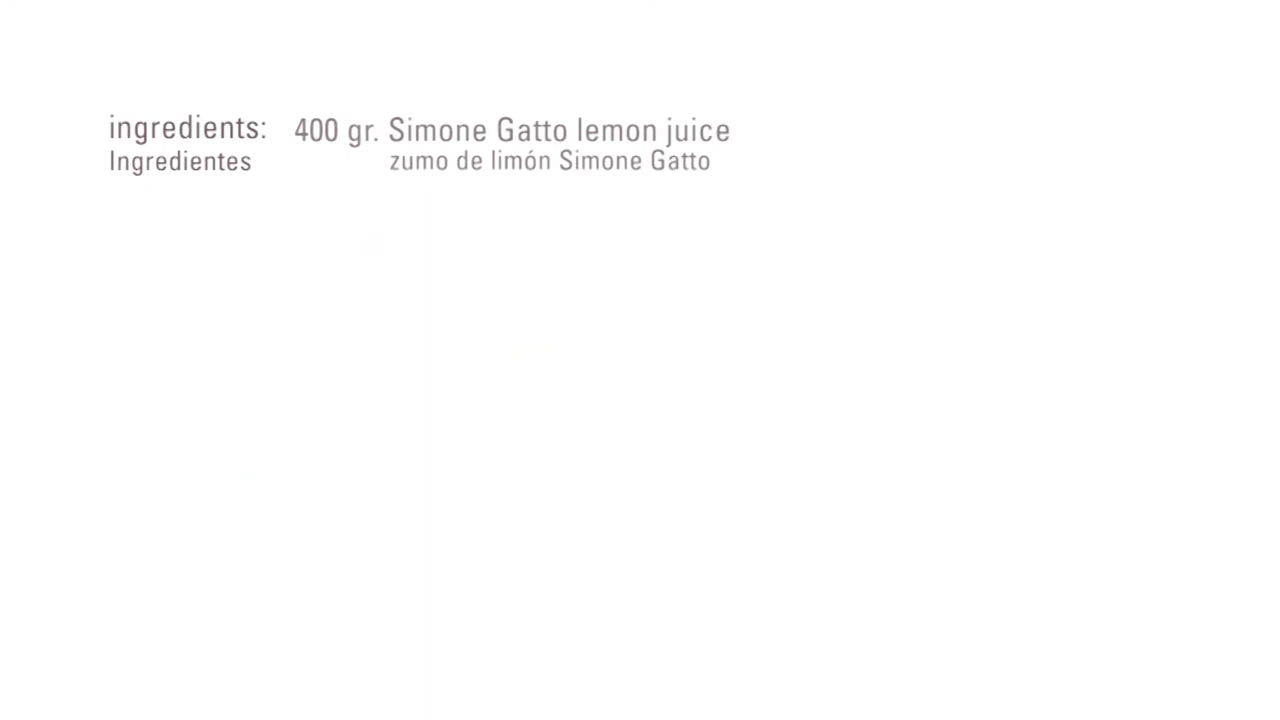 ingredients: 400 gr. Simone Gatto lemon juice
Ingredientes zumo de limón Simone Gatto